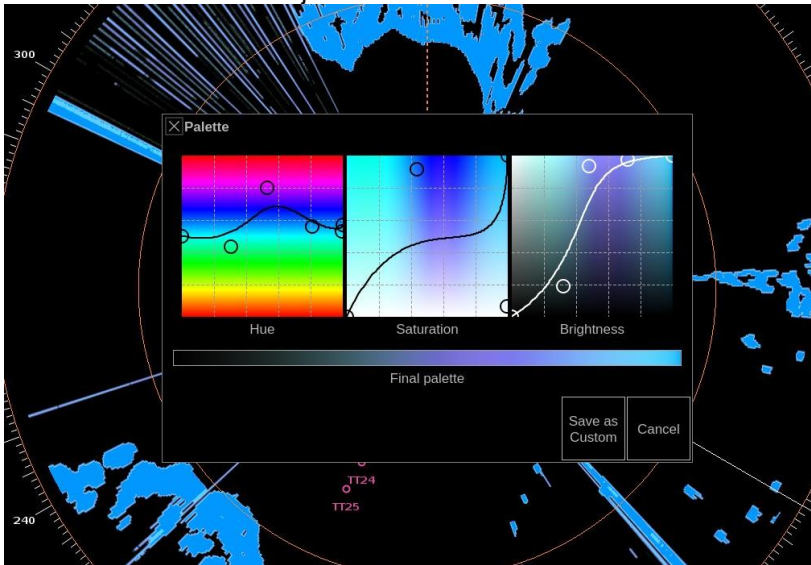 300
Palette
Hue
Saturation
Brightness
Final palette
Save as
Custom
Cancel
TT24
TT25
240